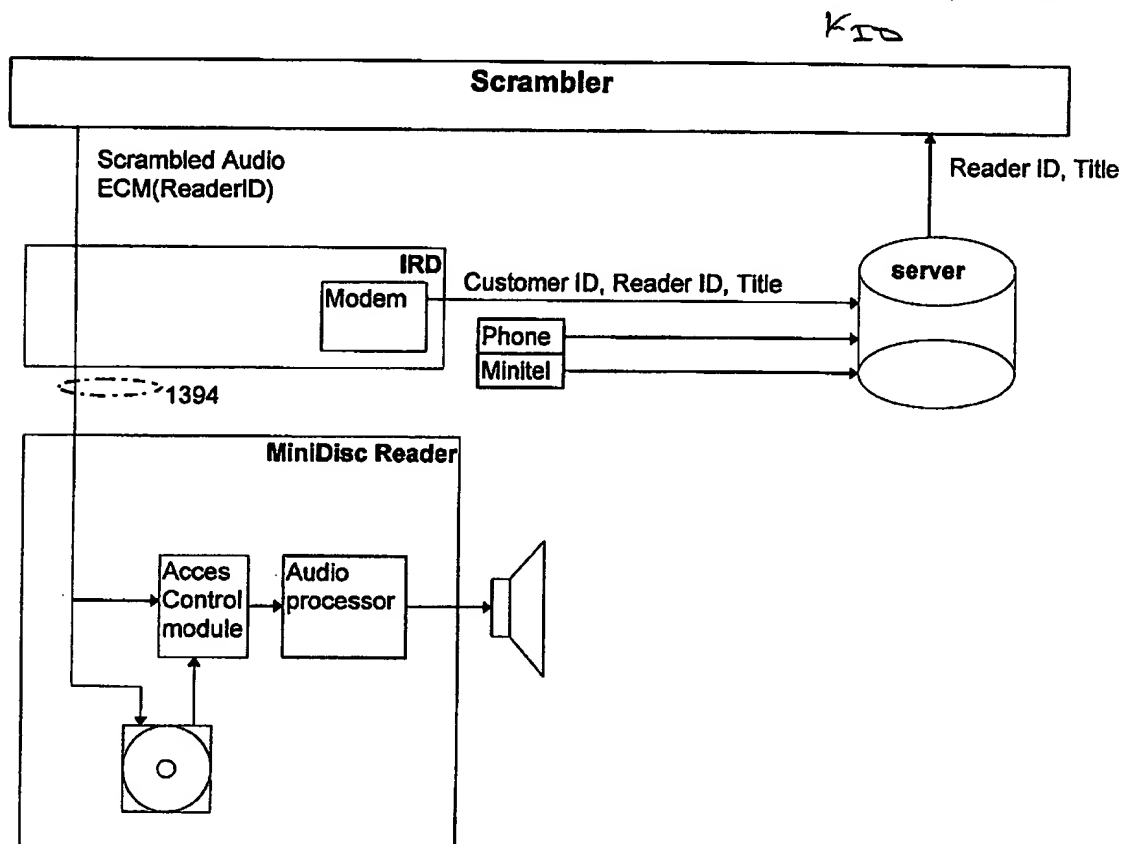 K ID
Scrambler
Scrambled Audio
ECM(ReaderID)
Reader ID, Title
IRD
Modem
Customer ID, Reader ID, Title
server
Phone
Minitel
1394
MiniDisc Reader
Acces
Control
module
Audio
processor